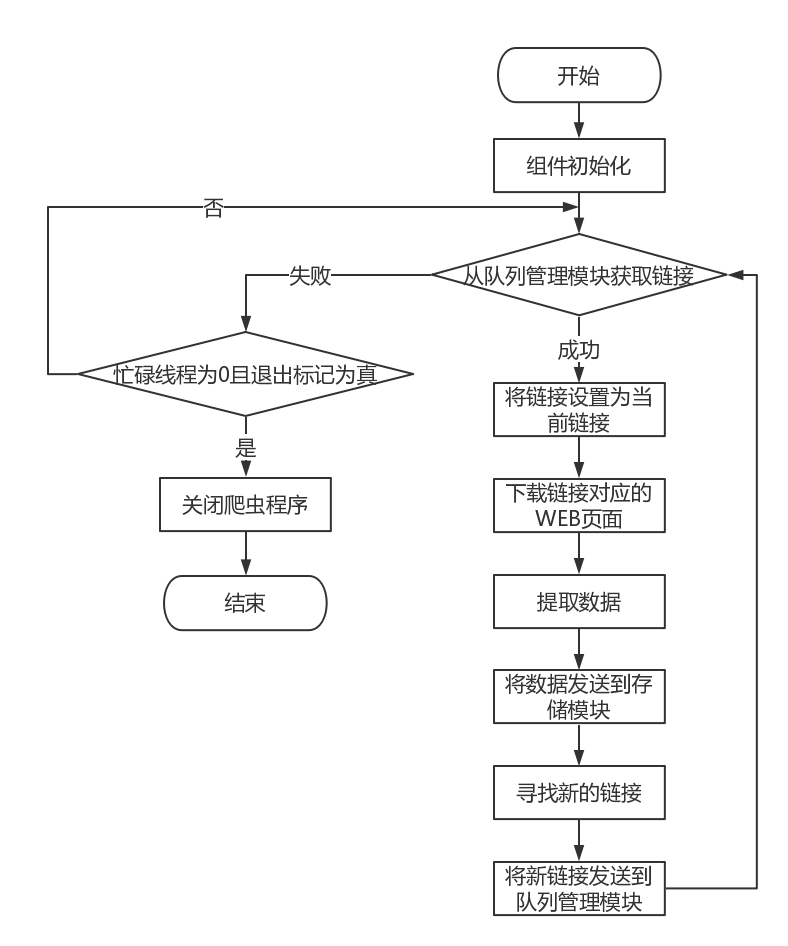 开始
组件初始化
否
从队列管理模块获取链接
失败
成功
忙碌线程为0且退出标记为真
将链接设置为当
前链接
是
关闭爬虫程序
下载链接对应的
WEB页面
结束
提取数据
将数据发送到存
储模块
寻找新的链接
将新链接发送到
队列管理模块